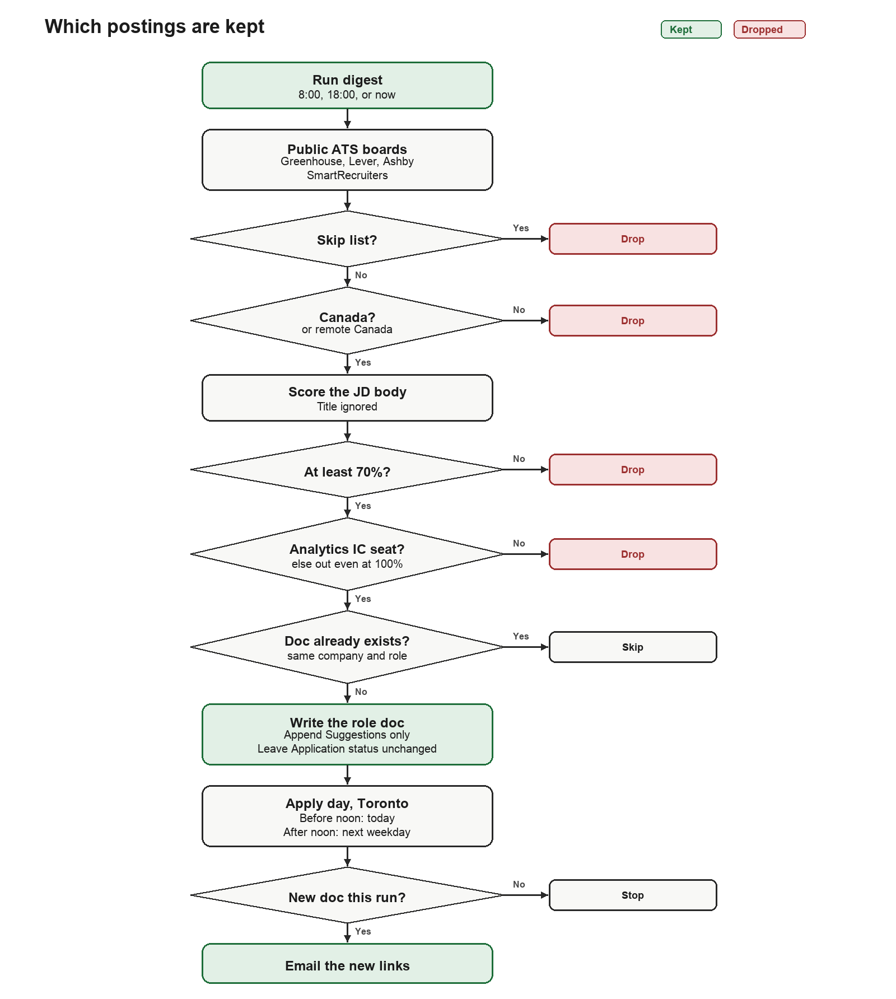 Which postings are kept
Kept
Dropped
Run digest
8:00, 18:00, or now
Public ATS boards
Greenhouse, Lever, Ashby
SmartRecruiters
Skip list?
Yes
Drop
No
Canada?
or remote Canada
No
Drop
Yes
Score the JD body
Title ignored
At least 70%?
No
Drop
Yes
Analytics IC seat?
else out even at 100%
No
Drop
Yes
Doc already exists?
same company and role
Yes
Skip
No
Write the role doc
Append Suggestions only
Leave Application status unchanged
Apply day, Toronto
Before noon: today
After noon: next weekday
New doc this run?
No
Stop
Yes
Email the new links